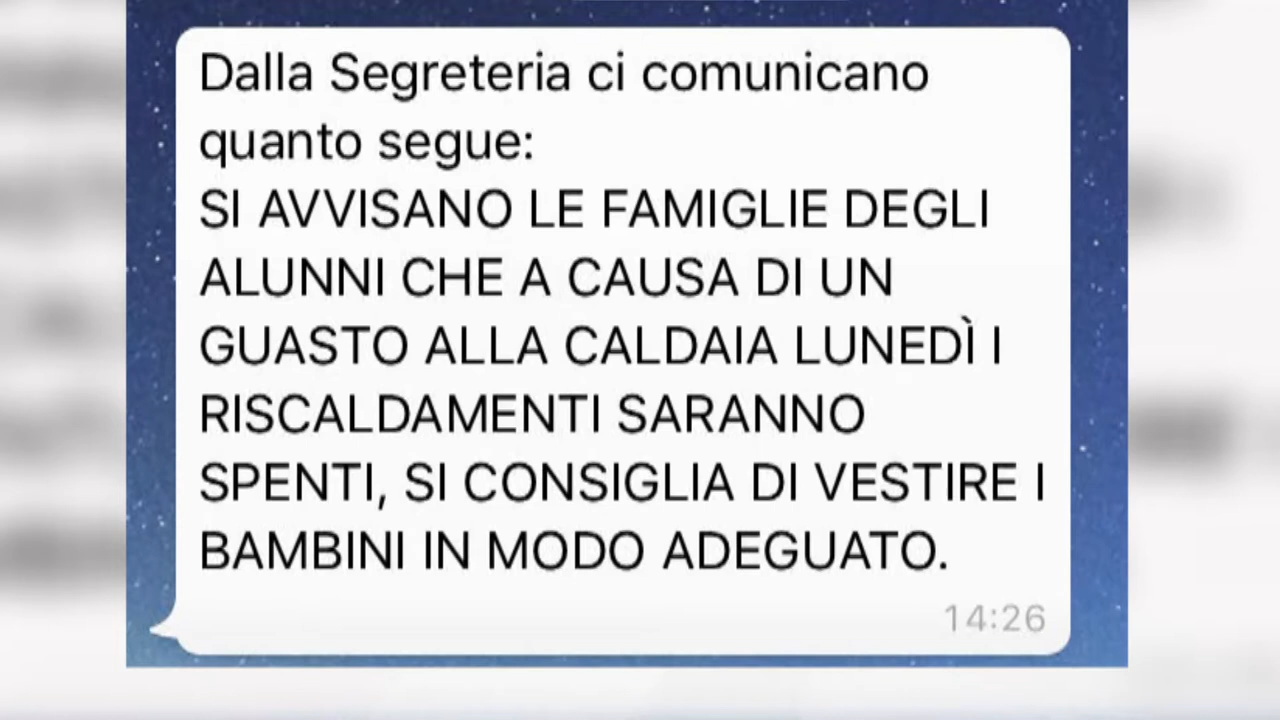 Dalla Segreteria ci comunicano
quanto segue:
SI AVVISANO LE FAMIGLIE DEGLI
ALUNNI CHE A CAUSA DI UN
GUASTO ALLA CALDAIA LUNEDÌ I
RISCALDAMENTI SARANNO
SPENTI, SI CONSIGLIA DI VESTIRE I
BAMBINI IN MODO ADEGUATO.
14:26